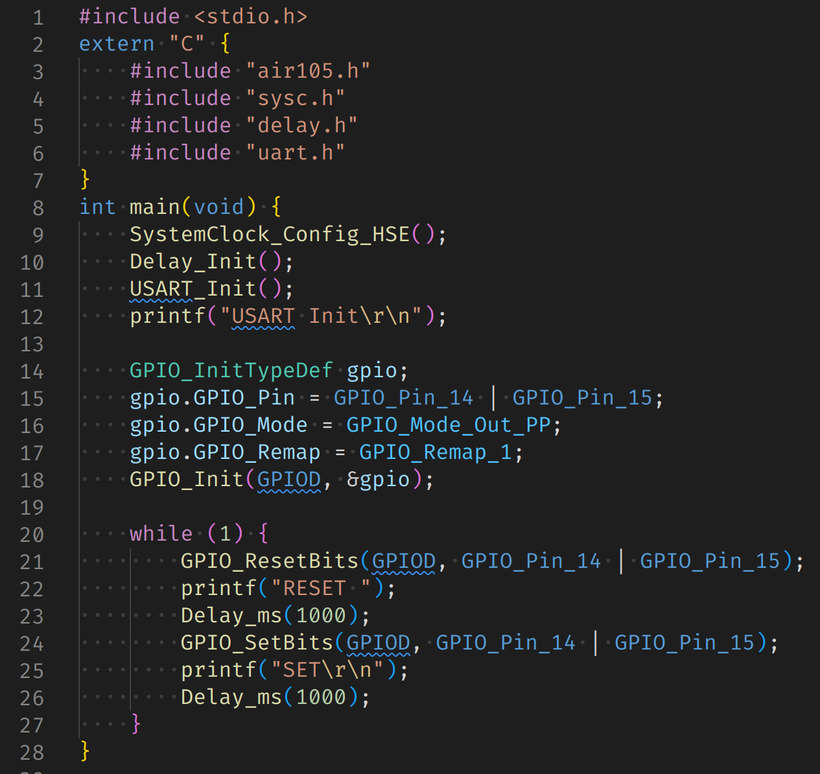 1 #include <stdio.h>
2 extern "C" {
3     #include "air105.h"
4     #include "sysc.h"
5     #include "delay.h"
6     #include "uart.h"
7 }
8 int main(void) {
9     SystemClock_Config_HSE();
10     Delay_Init();
11     USART_Init();
12     printf("USART Init\r\n");
13
14     GPIO_InitTypeDef gpio;
15     gpio.GPIO_Pin = GPIO_Pin_14 | GPIO_Pin_15;
16     gpio.GPIO_Mode = GPIO_Mode_Out_PP;
17     gpio.GPIO_Remap = GPIO_Remap_1;
18     GPIO_Init(GPIOD, &gpio);
19
20     while (1) {
21         GPIO_ResetBits(GPIOD, GPIO_Pin_14 | GPIO_Pin_15);
22         printf("RESET ");
23         Delay_ms(1000);
24         GPIO_SetBits(GPIOD, GPIO_Pin_14 | GPIO_Pin_15);
25         printf("SET\r\n");
26         Delay_ms(1000);
27     }
28 }